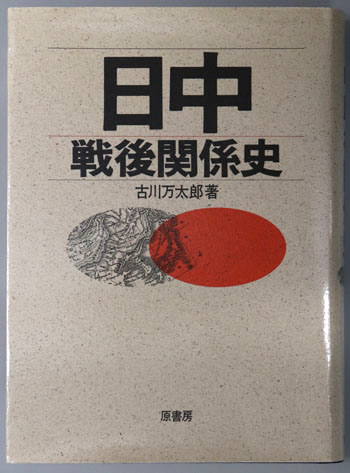 日中
戦後関係史
古川万太郎著
原書房